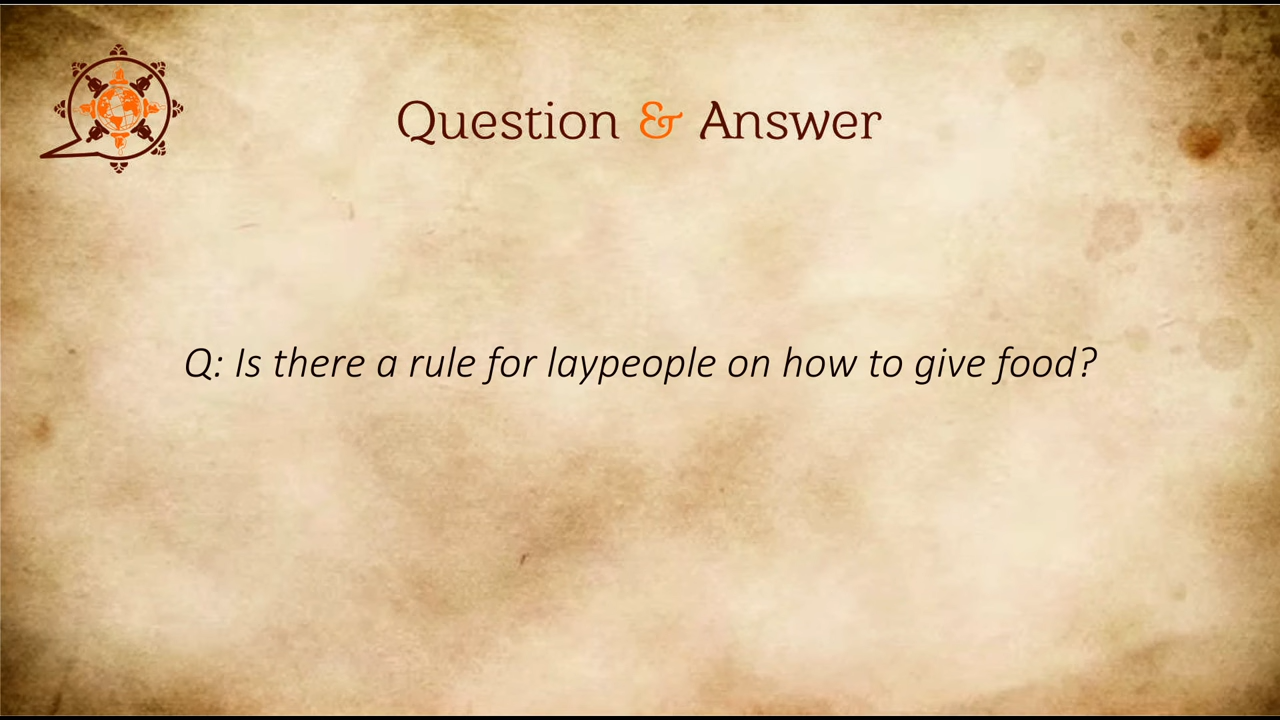 Question & Answer
Q: Is there a rule for laypeople on how to give food?